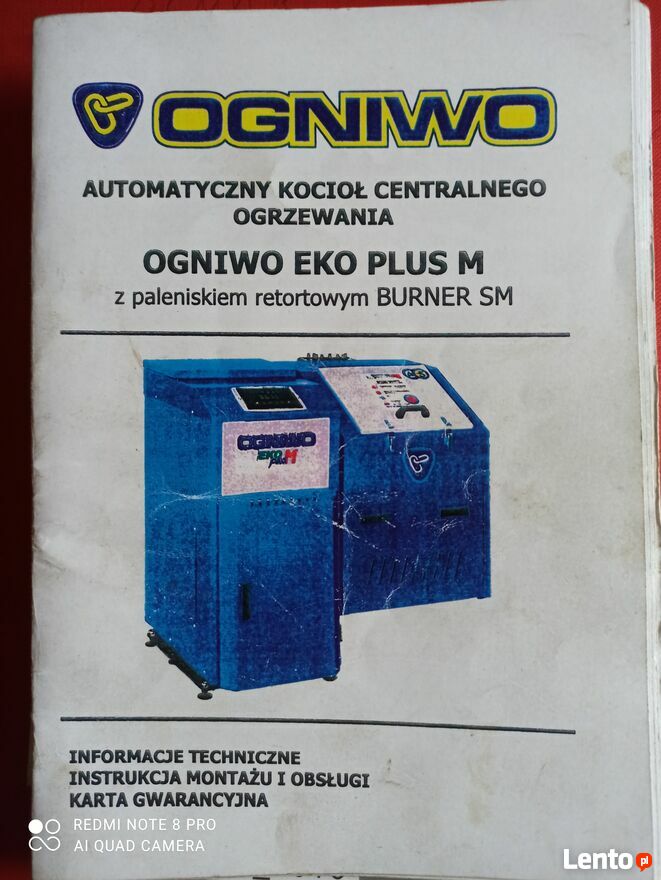 OGNIWO
AUTOMATYCZNY KOCIOŁ CENTRALNEGO
OGRZEWANIA
OGNIWO EKO PLUS M
z paleniskiem retortowym BURNER SM
OGNIWO
EKO
plus M
INFORMACJE TECHNICZNE
INSTRUKCJA MONTAŻU I OBSŁUGI
KARTA GWARANCYJNA
REDMI NOTE 8 PRO
AI QUAD CAMERA
Lento.pl